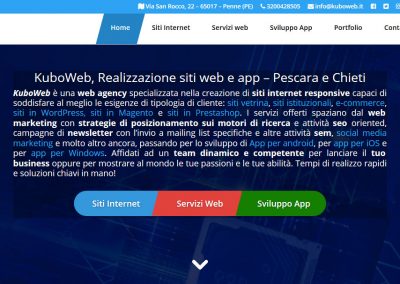 Via San Rocco, 22 – 65017 – Penne (PE) 3200428505 info@kuboweb.it
Home Siti Internet Servizi web Sviluppo App Portfolio Conta
KuboWeb, Realizzazione siti web e app – Pescara e Chieti
KuboWeb è una web agency specializzata nella creazione di siti internet responsive capaci di
soddisfare al meglio le esigenze di tipologia di cliente: siti vetrina, siti istituzionali, e-commerce,
siti in WordPress, siti in Magento e siti in Prestashop. I servizi offerti spaziano dal web
marketing con strategie di posizionamento sui motori di ricerca e attività seo oriented,
campagne di newsletter con l'invio a mailing list specifiche e altre attività sem, social media
marketing e molto altro ancora, passando per lo sviluppo di App per android, per app per iOS e
per app per Windows. Affidati ad un team dinamico e competente per lanciare il tuo
business oppure per mostrare al mondo le tue passioni e le tue abilità. Tempi di realizzo rapidi
e soluzioni chiavi in mano!
Siti Internet Servizi Web Sviluppo App